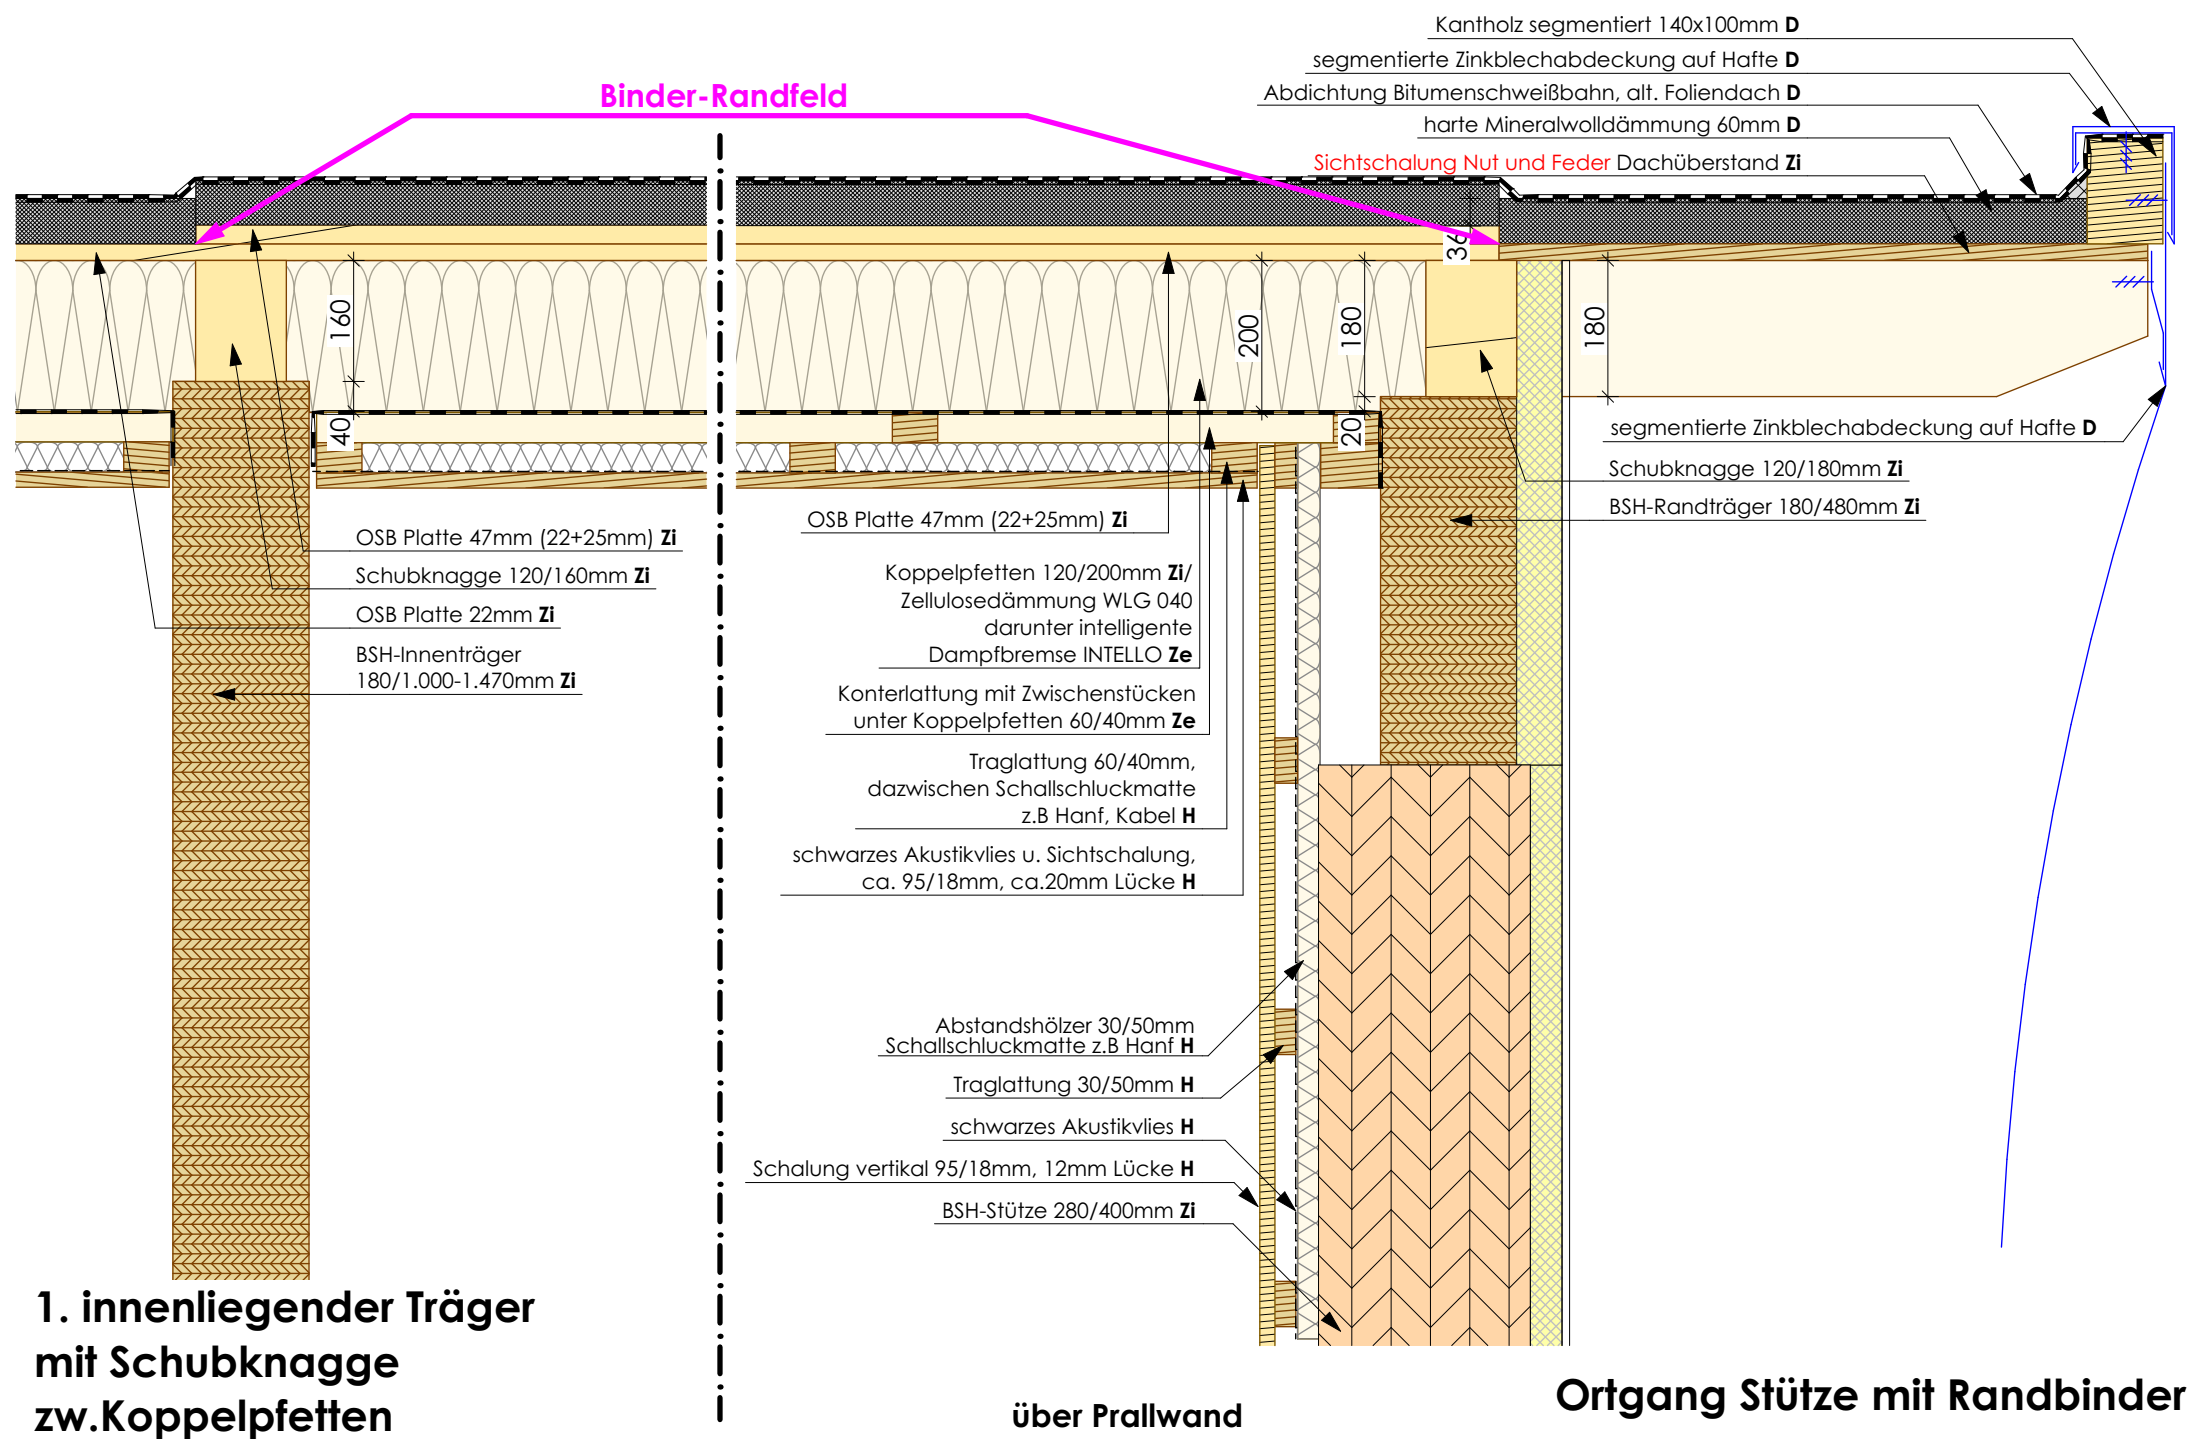 Kantholz segmentiert 140x100mm D
segmentierte Zinkblechabdeckung auf Hafte D
Binder-Randfeld
Abdichtung Bitumenschweißbahn, alt. Foliendach D
harte Mineralwolldämmung 60mm D
Sichtschalung Nut und Feder Dachüberstand Zi
36
160
200
180
180
40
20
segmentierte Zinkblechabdeckung auf Hafte D
Schubknagge 120/180mm Zi
BSH-Randträger 180/480mm Zi
OSB Platte 47mm (22+25mm) Zi
Schubknagge 120/160mm Zi
OSB Platte 22mm Zi
BSH-Innenträger
180/1.000-1.470mm Zi
OSB Platte 47mm (22+25mm) Zi
Koppelpfetten 120/200mm Zi/
Zellulosedämmung WLG 040
darunter intelligente
Dampfbremse INTELLO Ze
Konterlattung mit Zwischenstücken
unter Koppelpfetten 60/40mm Ze
Traglattung 60/40mm,
dazwischen Schallschluckmatte
z.B Hanf, Kabel H
schwarzes Akustikvlies u. Sichtschalung,
ca. 95/18mm, ca.20mm Lücke H
Abstandshölzer 30/50mm
Schallschluckmatte z.B Hanf H
Traglattung 30/50mm H
schwarzes Akustikvlies H
Schalung vertikal 95/18mm, 12mm Lücke H
BSH-Stütze 280/400mm Zi
1. innenliegender Träger
mit Schubknagge
zw.Koppelpfetten
über Prallwand
Ortgang Stütze mit Randbinder